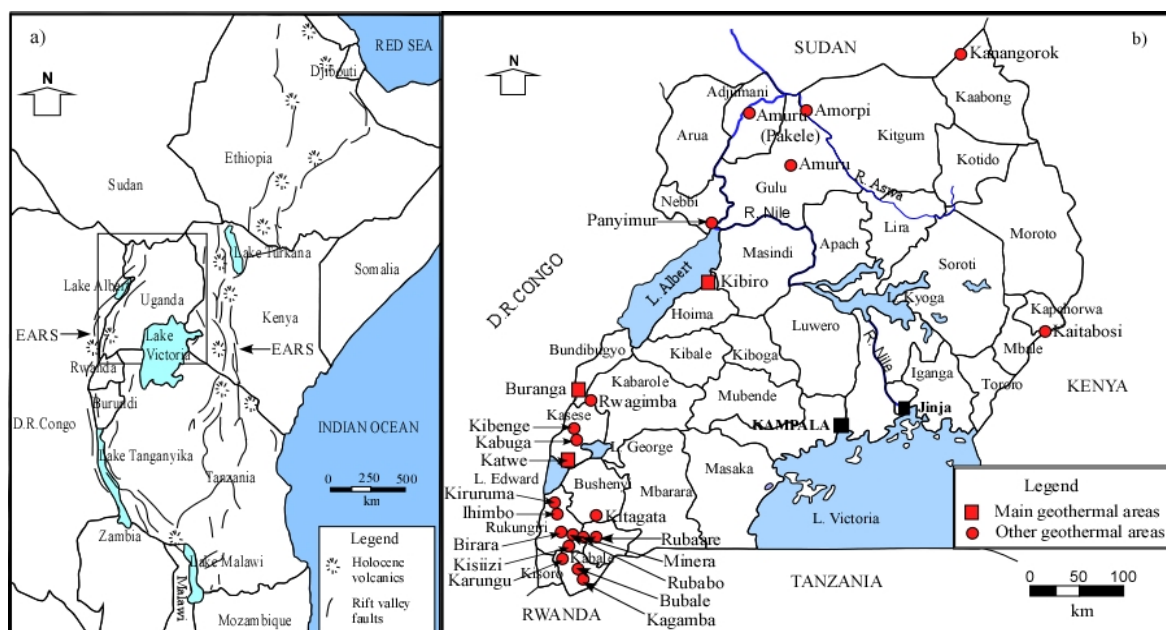 a)
N
RED SEA
Djibouti
Ethiopia
Sudan
Lake Turkana
Somalia
Lake Albert
Uganda
Kenya
EARS
EARS
Lake
Victoria
Rwanda
Burundi
D.R.Congo
INDIAN OCEAN
Lake Tanganyika
Tanzania
0 250 500
km
Zambia
Lake Malawi
Malawi
Mozambique
Legend
Holocene
volcanics
Rift valley
faults
b)
N
SUDAN
Kanangorok
Kaabong
Adjumani
Amuru
(Pakele)
Amorpi
Arua
Kitgum
Kotido
Amuru
Gulu
R. Aswa
Nebbi
Panyimur
R. Nile
Masindi
Apach
Lira
Moroto
Soroti
L. Albert
Kibiro
D.R.CONGO
Hoima
L. Kyoga
Kapchorwa
Kaitabosi
Mbale
Luwero
R. Nile
Bundibugyo
Kibale
Kiboga
Iganga
Tororo
KENYA
Buranga
Kabarole
Rwagimba
Mubende
Jinja
Kasese
Kibenge
KAMPALA
Kabuga
George
Katwe
Masaka
L. Edward
Busheny
Mbarara
Kiruruma
Ihimbo
Kitagata
L. Victoria
Rukungiri
Birara
Rubaare
Kisiizi
Kabale
Minera
Karungu
Kisoro
Rubabo
Bubale
RWANDA
Kagamba
TANZANIA
Legend
Main geothermal areas
Other geothermal areas
0 50 100
km